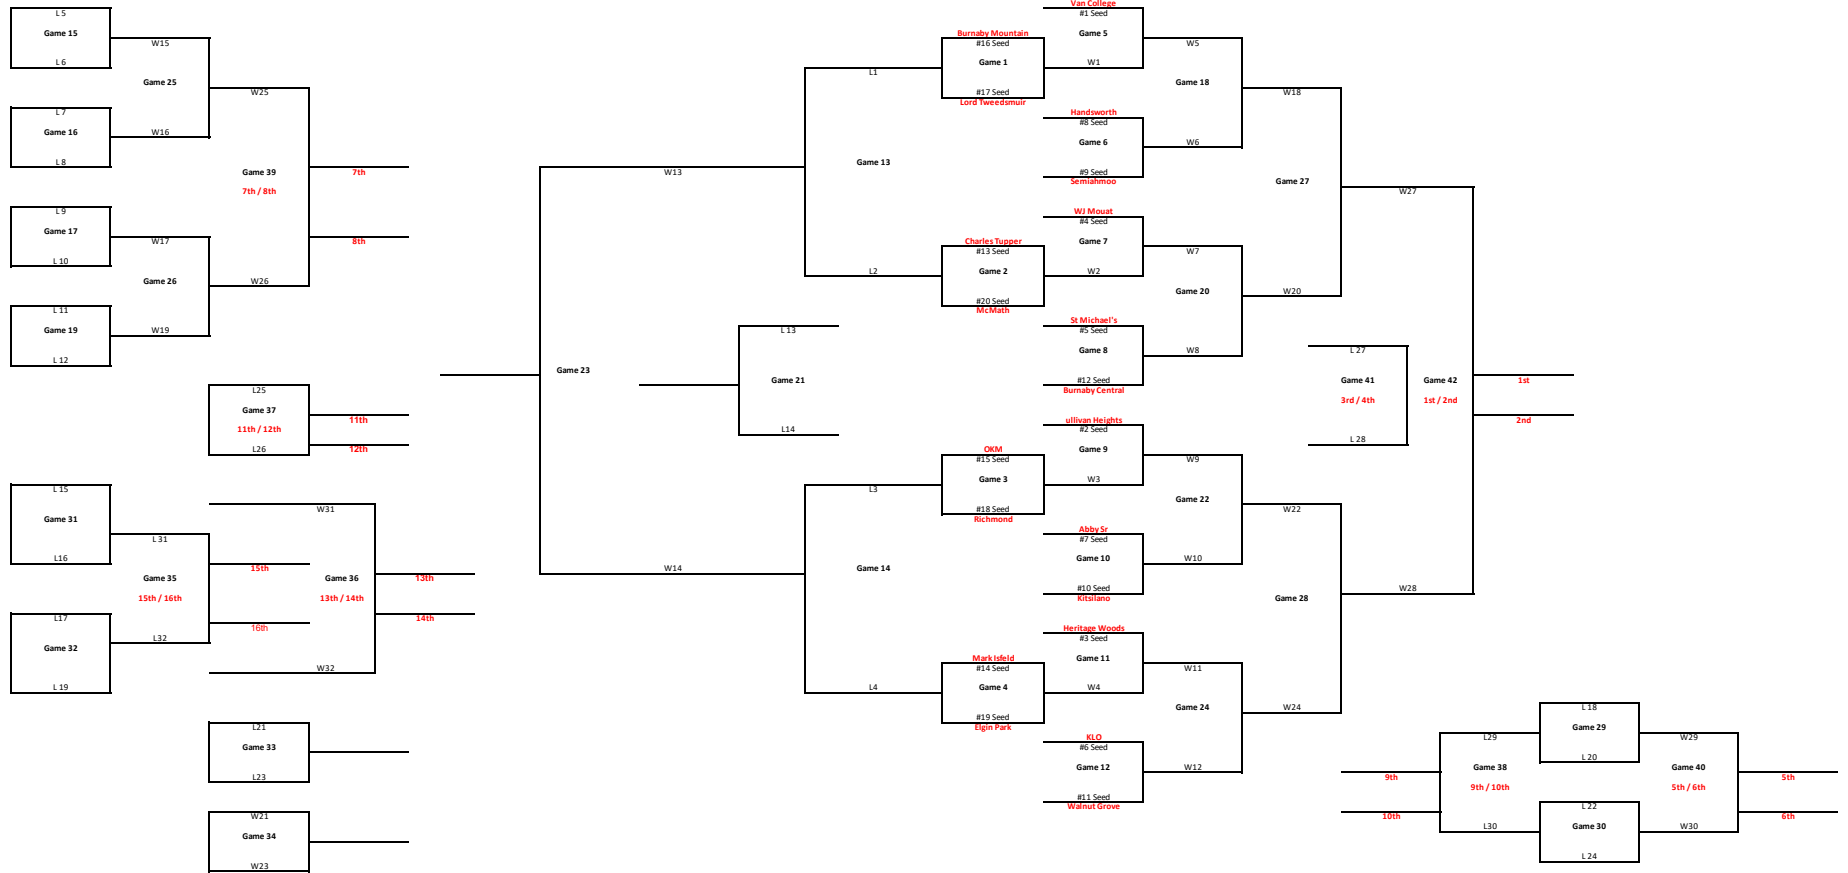 L 5
Game 15
L 6
W15
Game 25
L 7
Game 16
L 8
W16
W25
Game 39
7th / 8th
7th
8th
L 9
Game 17
L 10
W17
Game 26
W26
L 11
Game 19
L 12
W19
L25
Game 37
11th / 12th
L26
11th
12th
L 15
Game 31
L16
L 31
Game 35
15th / 16th
15th
16th
L17
Game 32
L 19
L32
W31
Game 36
13th / 14th
W32
13th
14th
L21
Game 33
L23
W21
Game 34
W23
W13
Game 23
W14
L 13
Game 21
L14
L1
Game 13
L2
L3
Game 14
L4
Burnaby Mountain
#16 Seed
Game 1
#17 Seed
Lord Tweedsmuir
Charles Tupper
#13 Seed
Game 2
#20 Seed
McMath
OKM
#15 Seed
Game 3
#18 Seed
Richmond
Mark Isfeld
#14 Seed
Game 4
#19 Seed
Elgin Park
Van College
#1 Seed
Game 5
W1
Handsworth
#8 Seed
Game 6
#9 Seed
Semiahmoo
WJ Mouat
#4 Seed
Game 7
W2
St Michael's
#5 Seed
Game 8
#12 Seed
Burnaby Central
ullivan Heights
#2 Seed
Game 9
W3
Abby Sr
#7 Seed
Game 10
#10 Seed
Kitsilano
Heritage Woods
#3 Seed
Game 11
W4
KLO
#6 Seed
Game 12
#11 Seed
Walnut Grove
W5
Game 18
W6
W7
Game 20
W8
W9
Game 22
W10
W11
Game 24
W12
W18
Game 27
W20
W22
Game 28
W24
W27
L 27
Game 41
3rd / 4th
L 28
Game 42
1st / 2nd
W28
1st
2nd
L 18
Game 29
L 20
L 22
Game 30
L 24
L29
Game 38
9th / 10th
L30
9th
10th
W29
Game 40
5th / 6th
W30
5th
6th